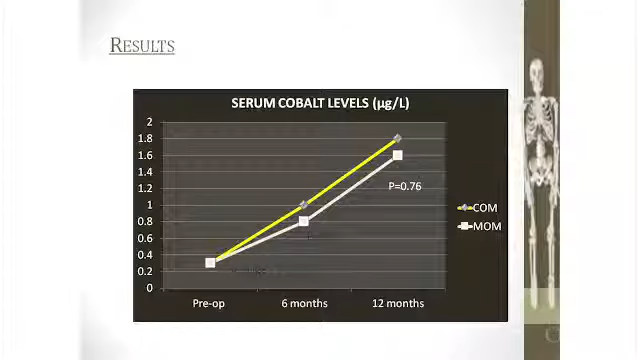 RESULTS
SERUM COBALT LEVELS (µg/L)
2
1.8
1.6
1.4
1.2
1
0.8
0.6
0.4
0.2
0
P=0.76
COM
MOM
Pre-op
6 months
12 months